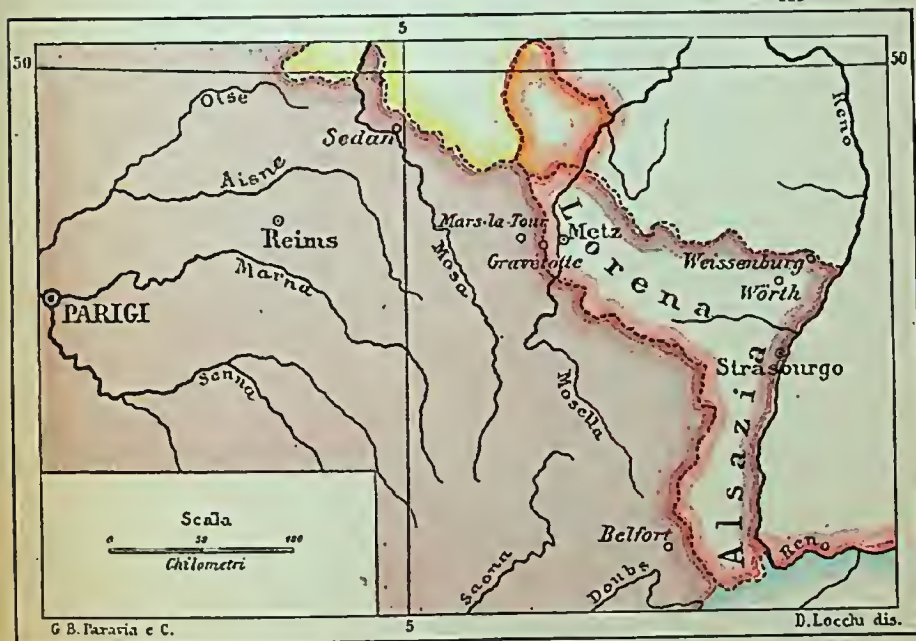 5
50
50
Oise
Reno
Sedan
Aisne
Mars-la-Tour
Metz
Reims
Gravelotte
Lorena
Mosa
Weissenburg
Wörth
Marna
PARIGI
Strasburgo
Senna
Mosella
Alsazia
Scala
0 50 100
Chilometri
Belfort
Reno
Saona
Doubs
G. B. Paravia e C.
5
D. Locchi dis.